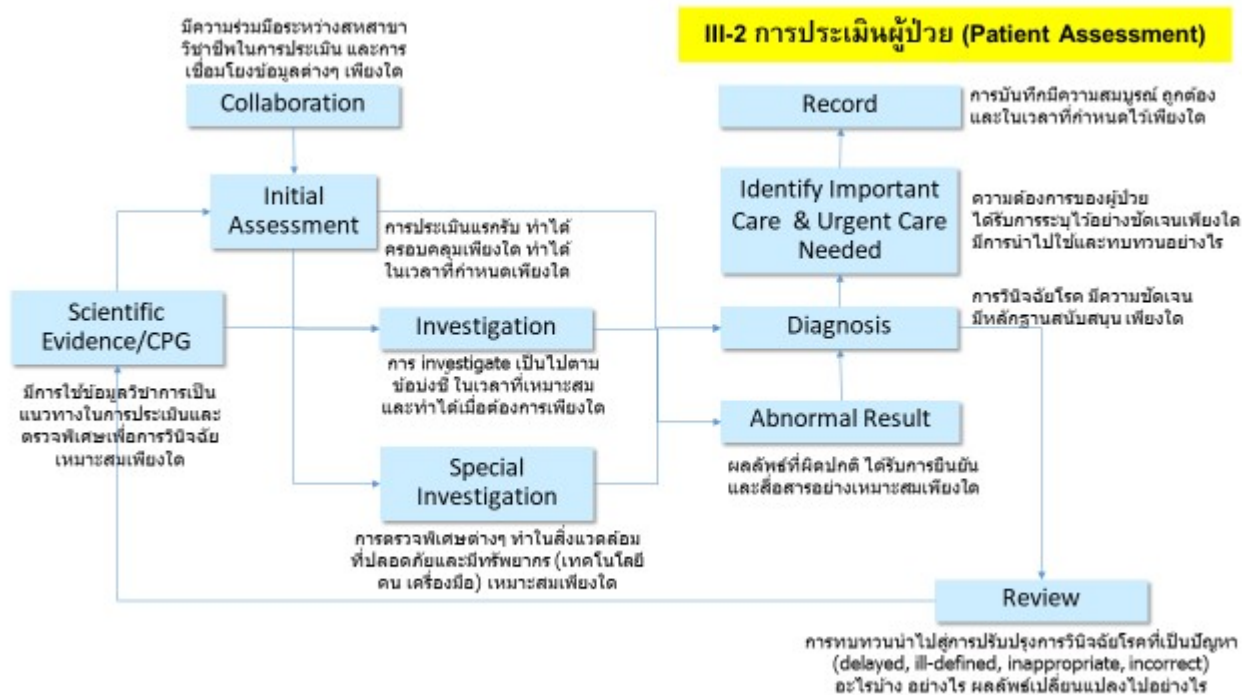 มีความร่วมมือระหว่างสหสาขา
วิชาชีพในการประเมิน และการ
เชื่อมโยงข้อมูลต่างๆ เพียงใด
Collaboration
III-2 การประเมินผู้ป่วย (Patient Assessment)
Record
การบันทึกมีความสมบูรณ์ ถูกต้อง
และในเวลาที่กำหนดไว้เพียงใด
Initial
Assessment
การประเมินแรกรับ ทำได้
ครอบคลุมเพียงใด ทำได้
ในเวลาที่กำหนดเพียงใด
Identify Important
Care & Urgent Care
Needed
ความต้องการของผู้ป่วย
ได้รับการระบุไว้อย่างชัดเจนเพียงใด
มีการนำไปใช้และทบทวนอย่างไร
Scientific
Evidence/CPG
มีการใช้ข้อมูลวิชาการเป็น
แนวทางในการประเมินและ
ตรวจพิเศษเพื่อการวินิจฉัย
เหมาะสมเพียงใด
Investigation
การ investigate เป็นไปตาม
ข้อบ่งชี้ ในเวลาที่เหมาะสม
และทำได้เมื่อต้องการเพียงใด
Diagnosis
การวินิจฉัยโรค มีความชัดเจน
มีหลักฐานสนับสนุน เพียงใด
Abnormal Result
ผลลัพธ์ที่ผิดปกติ ได้รับการยืนยัน
และสื่อสารอย่างเหมาะสมเพียงใด
Special
Investigation
การตรวจพิเศษต่างๆ ทำในสิ่งแวดล้อม
ที่ปลอดภัยและมีทรัพยากร (เทคโนโลยี
คน เครื่องมือ) เหมาะสมเพียงใด
Review
การทบทวนนำไปสู่การปรับปรุงการวินิจฉัยโรคที่เป็นปัญหา
(delayed, ill-defined, inappropriate, incorrect)
อะไรบ้าง อย่างไร ผลลัพธ์เปลี่ยนแปลงไปอย่างไร